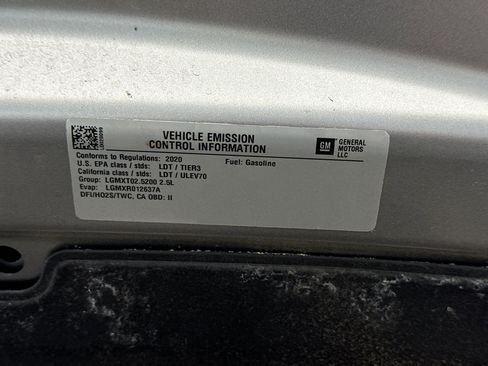 VEHICLE EMISSION
CONTROL INFORMATION
GM
GENERAL
MOTORS
LLC
Conforms to Regulations: 2020
Fuel: Gasoline
U.S. EPA class / stds: LDT / TIER3
California class / stds: LDT / ULEV70
Group: LGMXT02.5200 2.5L
Evap: LGMXR012637A
DFI/HO2S/TWC, CA OBD: II